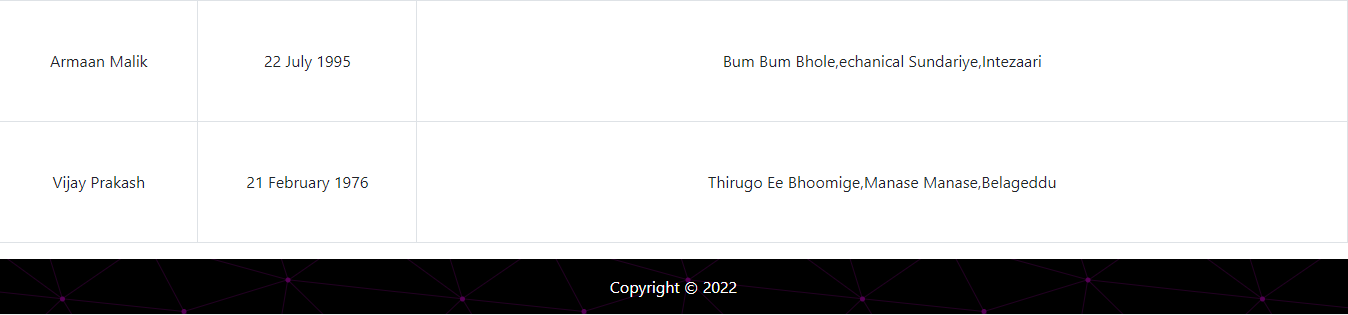 Armaan Malik 22 July 1995 Bum Bum Bhole,echanical Sundariye,Intezaari
Vijay Prakash 21 February 1976 Thirugo Ee Bhoomige,Manase Manase,Belageddu
Copyright © 2022